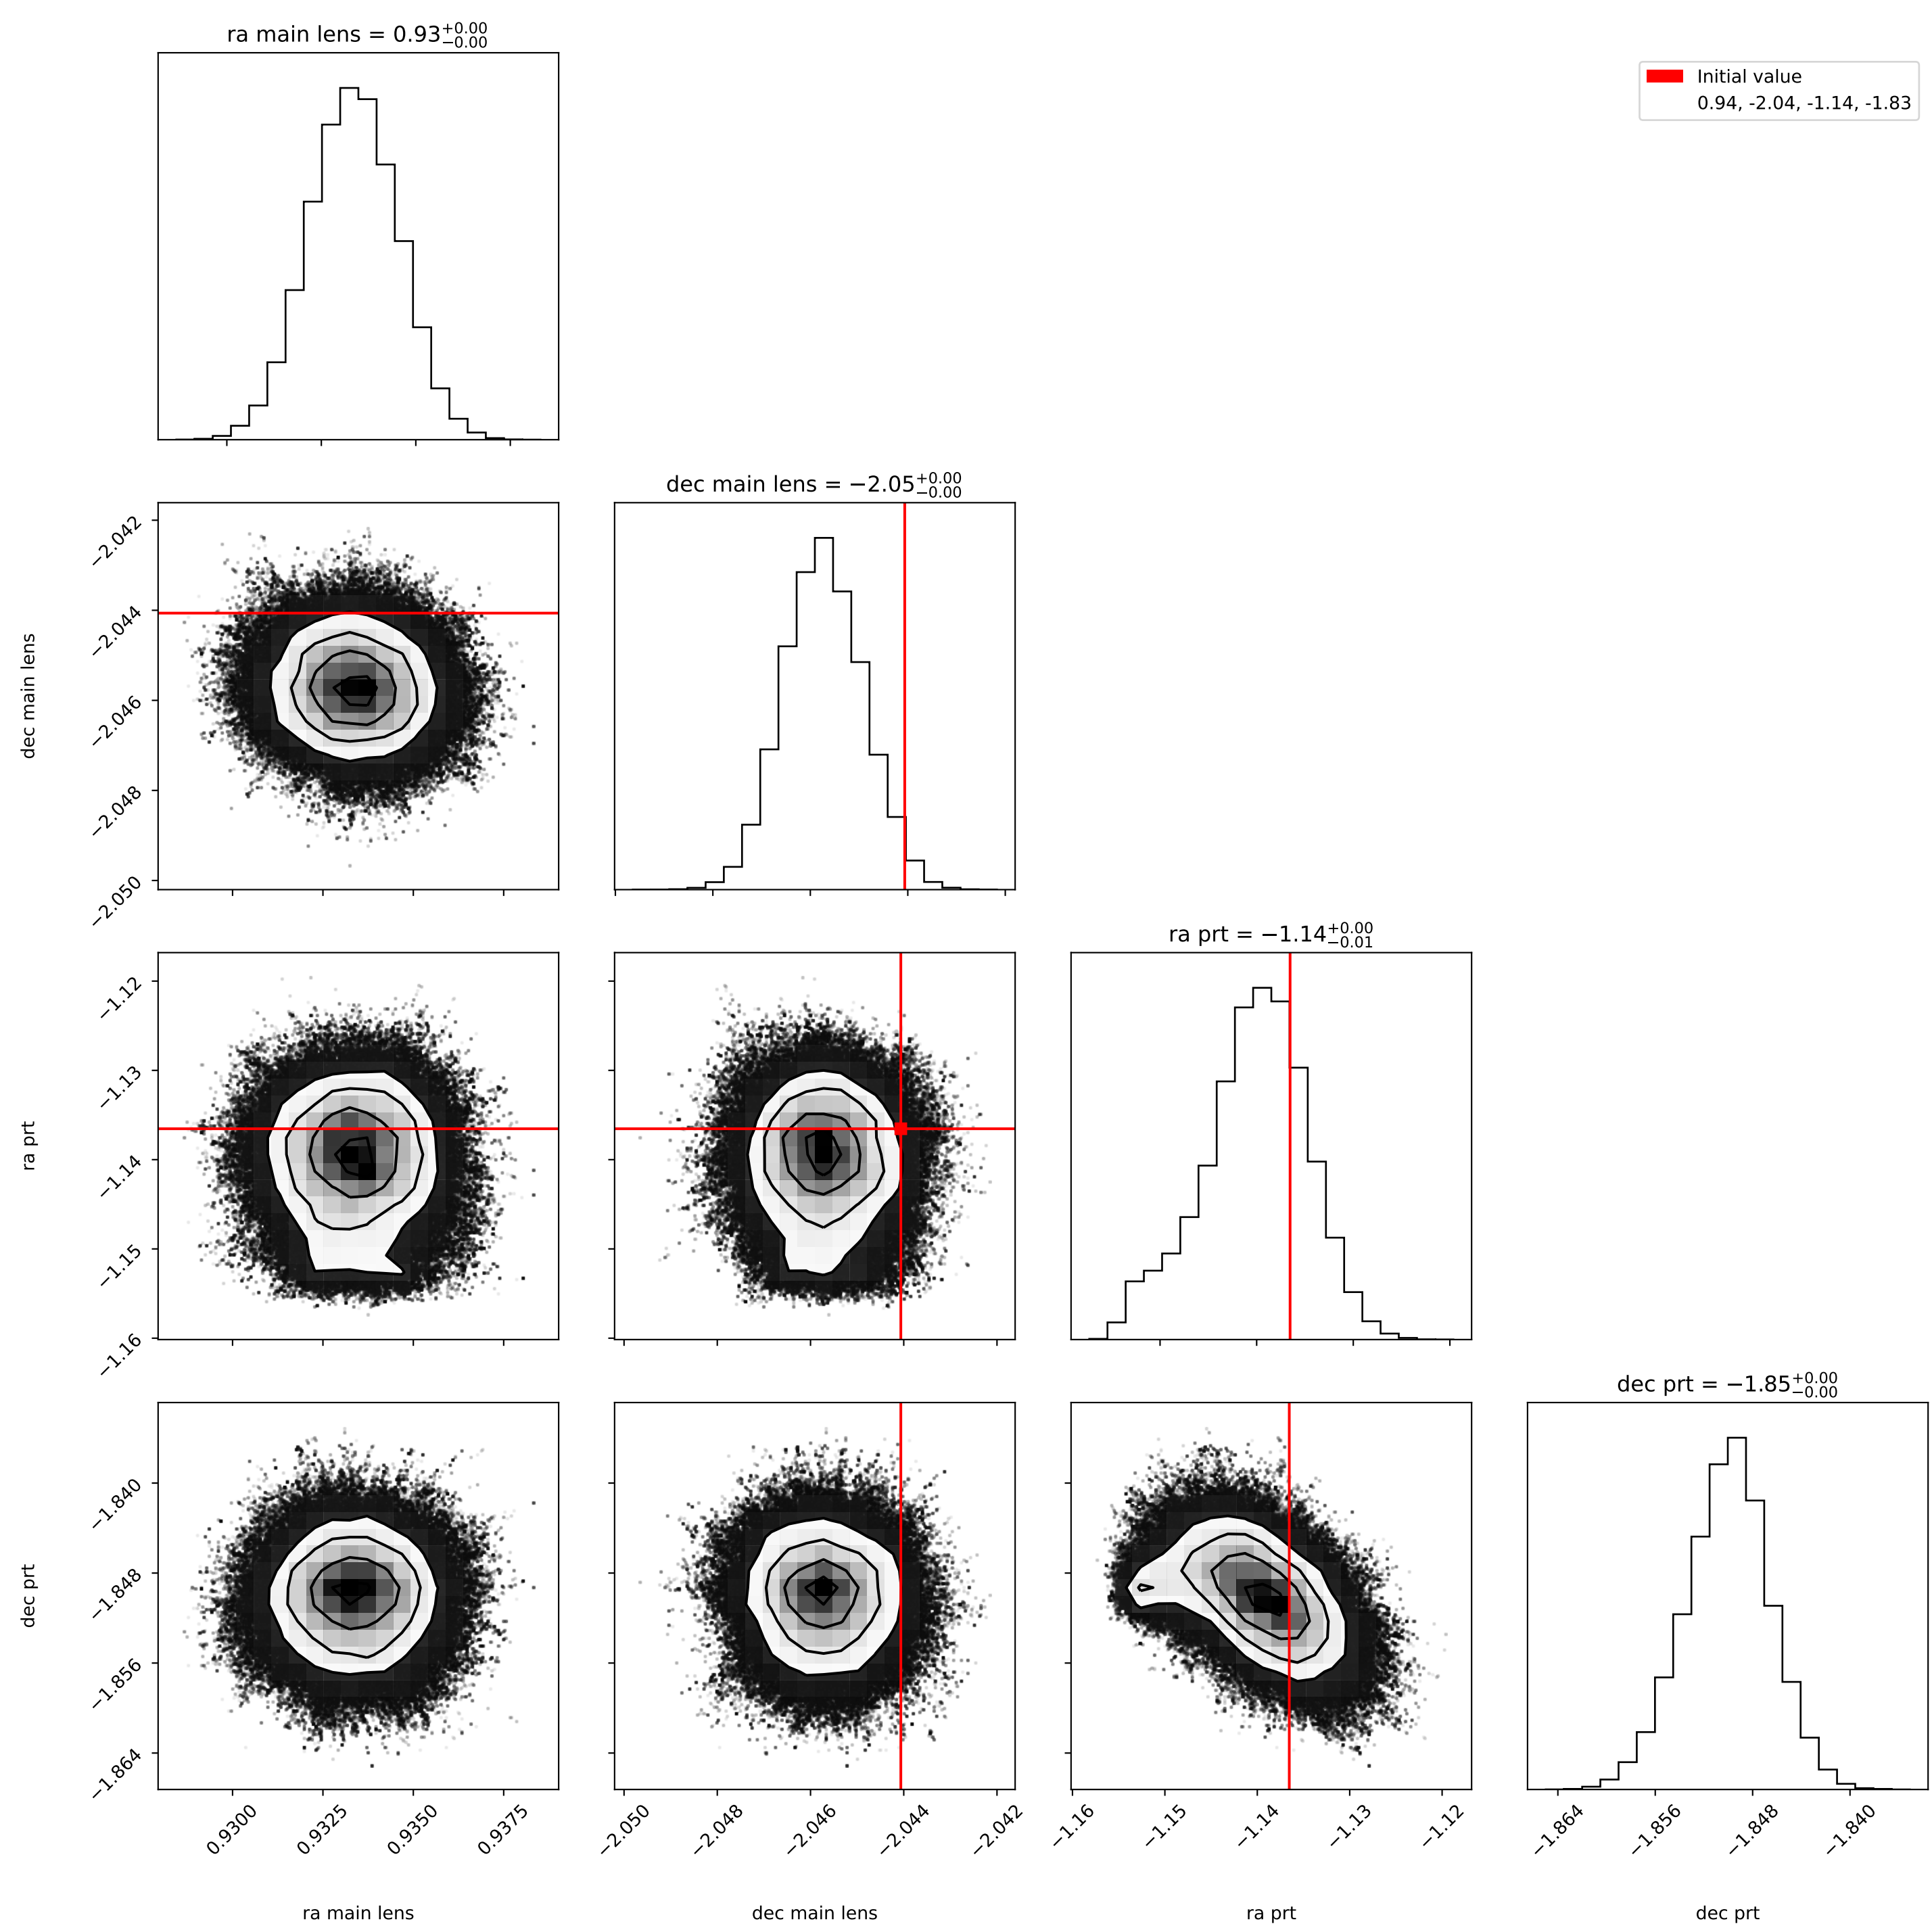 ra main lens = 0.93+0.00−0.00
Initial value
0.94, -2.04, -1.14, -1.83
dec main lens = −2.05+0.00−0.00
−2.042
−2.044
−2.046
−2.048
−2.050
dec main lens
ra prt = −1.14+0.00−0.01
−1.12
−1.13
−1.14
−1.15
−1.16
ra prt
dec prt = −1.85+0.00−0.00
−1.840
−1.848
−1.856
−1.864
dec prt
0.9300 0.9325 0.9350 0.9375 −2.050 −2.048 −2.046 −2.044 −2.042 −1.16 −1.15 −1.14 −1.13 −1.12 −1.864 −1.856 −1.848 −1.840
ra main lens dec main lens ra prt dec prt